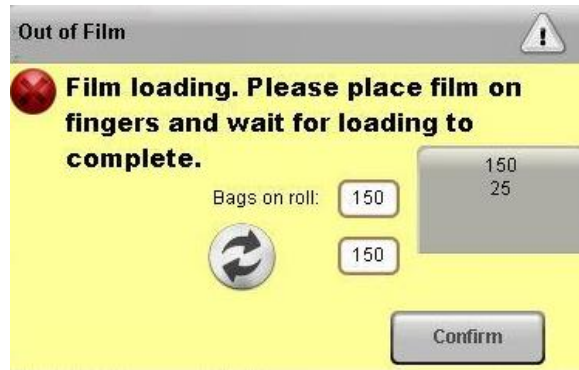 Out of Film
Film loading. Please place film on
fingers and wait for loading to
complete.
150
25
Bags on roll: 150
150
Confirm